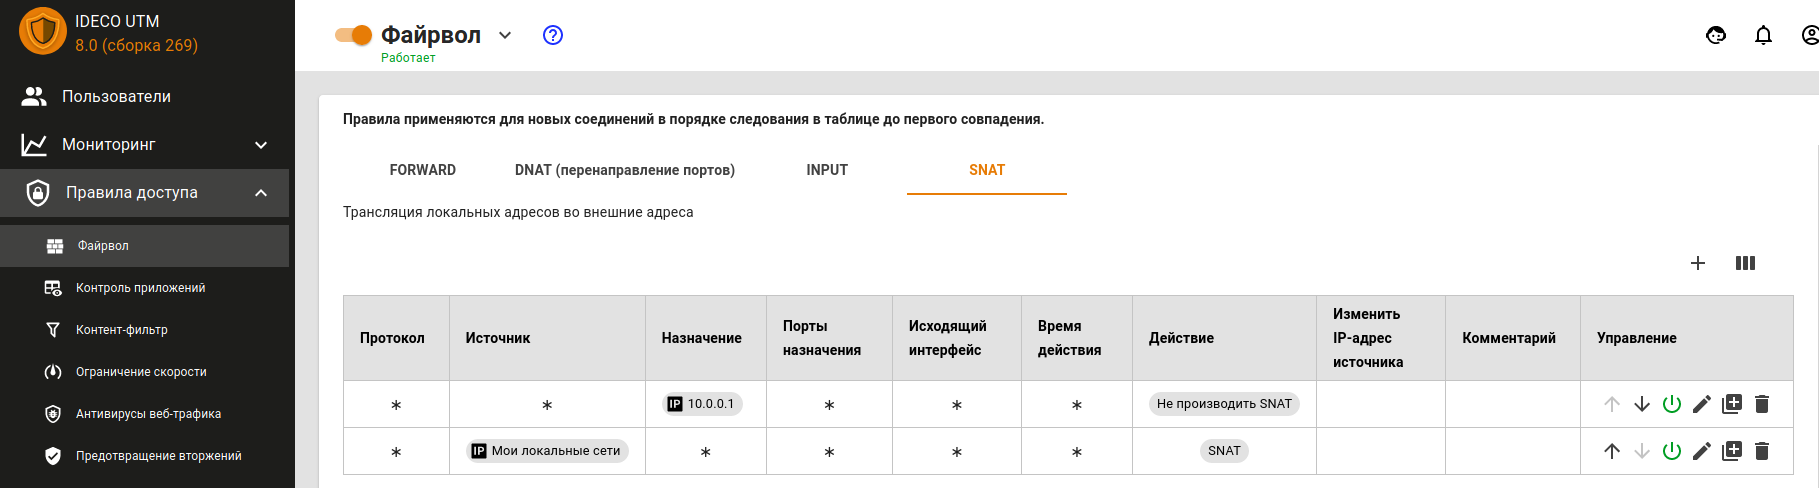 IDECO UTM
8.0 (сборка 269)
Пользователи
Мониторинг
Правила доступа
Файрвол
Контроль приложений
Контент-фильтр
Ограничение скорости
Антивирусы веб-трафика
Предотвращение вторжений
Файрвол
Работает
Правила применяются для новых соединений в порядке следования в таблице до первого совпадения.
FORWARD DNAT (перенаправление портов) INPUT SNAT
Трансляция локальных адресов во внешние адреса
Протокол Источник Назначение Порты назначения Исходящий интерфейс Время действия Действие Изменить IP-адрес источника Комментарий Управление
* * IP 10.0.0.1 * * * Не производить SNAT
* IP Мои локальные сети * * * * SNAT